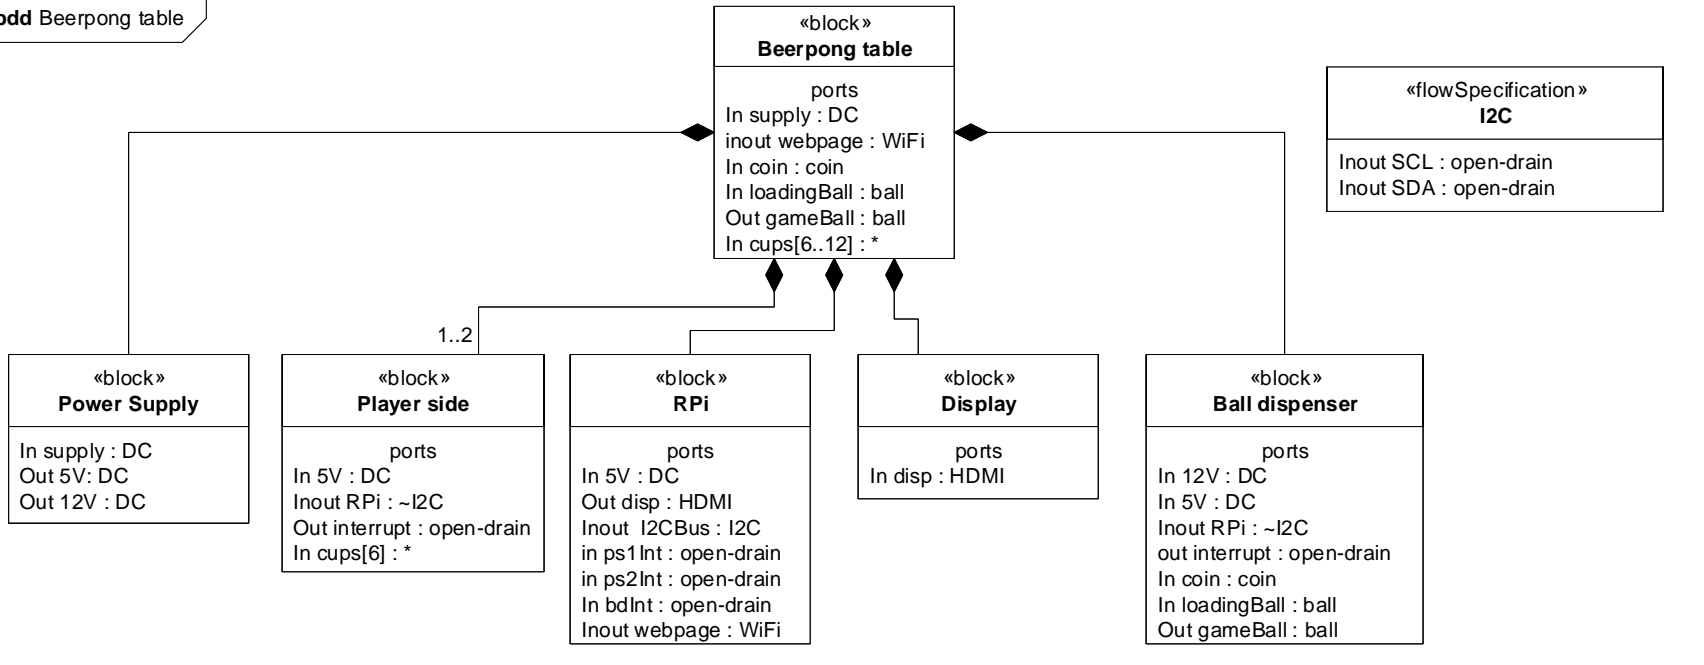 bdd Beerpong table
«block»
Beerpong table
ports
In supply : DC
inout webpage : WiFi
In coin : coin
In loadingBall : ball
Out gameBall : ball
In cups[6..12] : *
«flowSpecification»
I2C
Inout SCL : open-drain
Inout SDA : open-drain
1..2
«block»
Power Supply
In supply : DC
Out 5V: DC
Out 12V : DC
«block»
Player side
ports
In 5V : DC
Inout RPi : ~I2C
Out interrupt : open-drain
In cups[6] : *
«block»
RPi
ports
In 5V : DC
Out disp : HDMI
Inout I2CBus : I2C
in ps1Int : open-drain
in ps2Int : open-drain
In bdInt : open-drain
Inout webpage : WiFi
«block»
Display
ports
In disp : HDMI
«block»
Ball dispenser
ports
In 12V : DC
In 5V : DC
Inout RPi : ~I2C
out interrupt : open-drain
In coin : coin
In loadingBall : ball
Out gameBall : ball